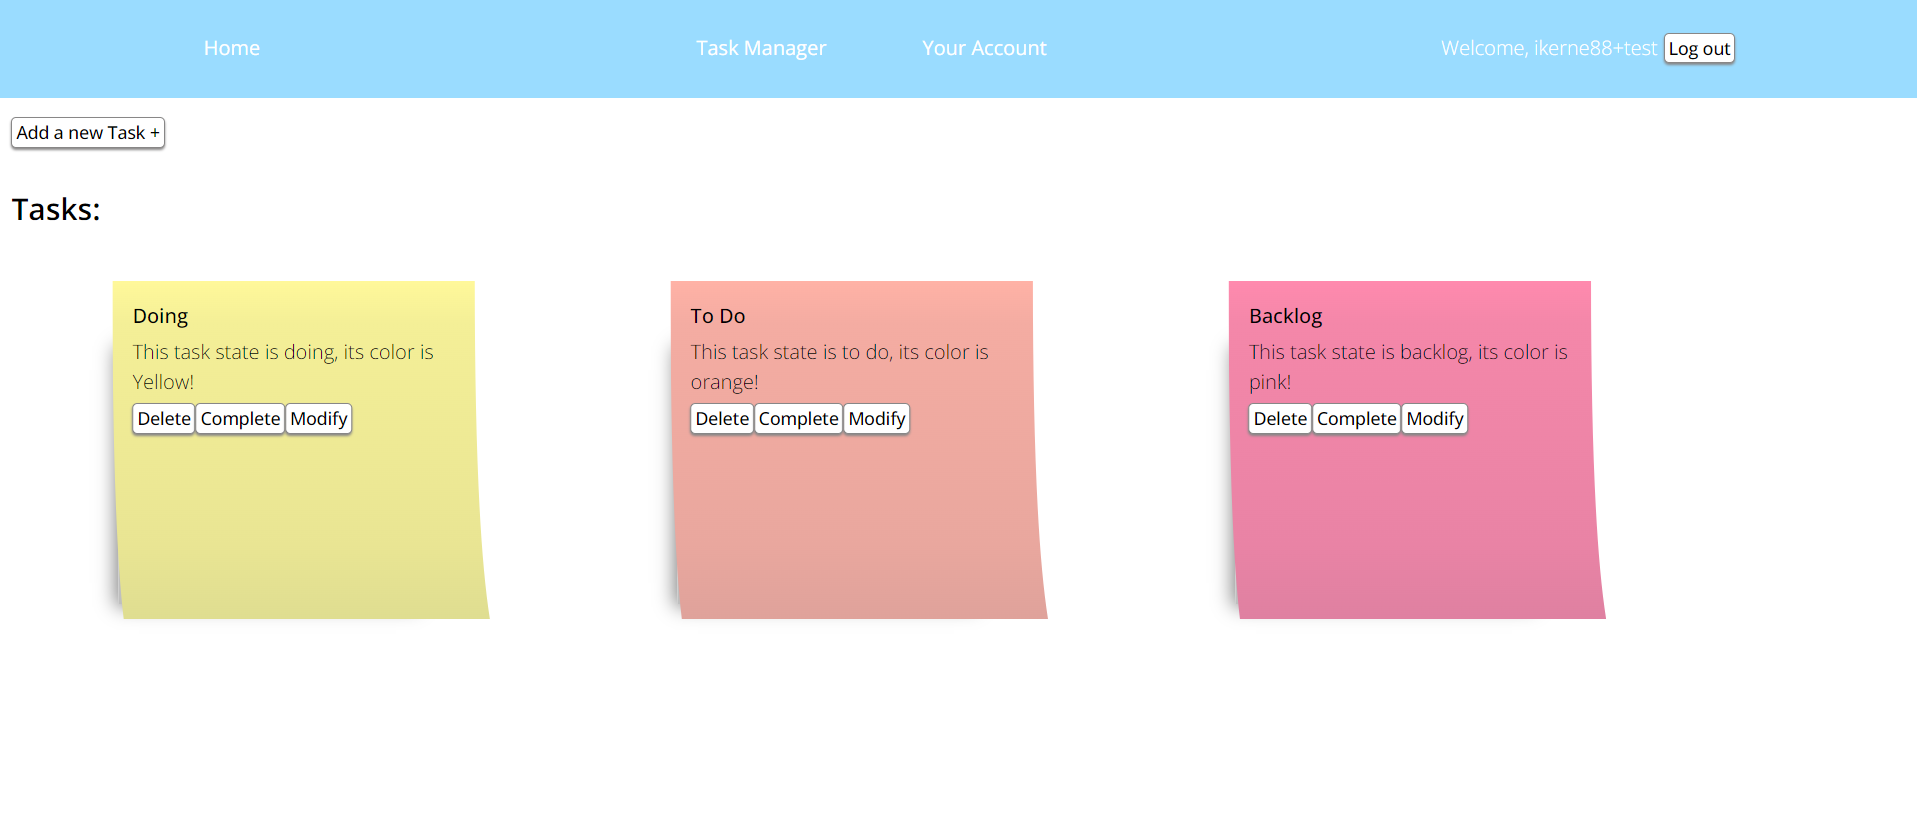 Home Task Manager Your Account Welcome, ikerne88+test Log out
Add a new Task +
Tasks:
Doing
This task state is doing, its color is
Yellow!
Delete Complete Modify
To Do
This task state is to do, its color is
orange!
Delete Complete Modify
Backlog
This task state is backlog, its color is
pink!
Delete Complete Modify